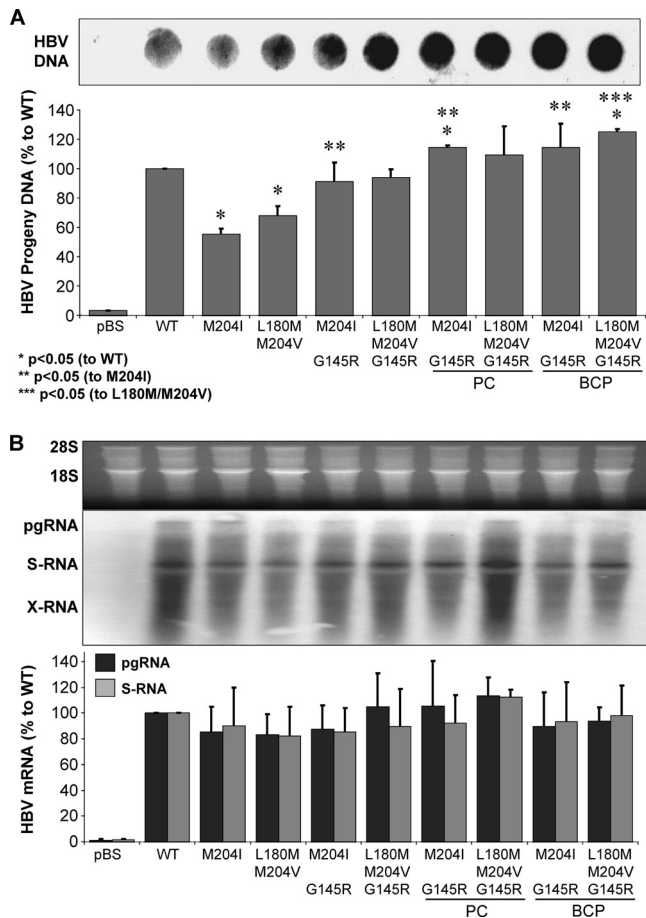 A
HBV
DNA
HBV Progeny DNA (% to WT)
140
120
100
80
60
40
20
0
* * ** ** * ** *** *
pBS WT M204I L180M M204I L180M M204I L180M M204I L180M
M204V M204V M204V M204V
G145R G145R G145R G145R G145R G145R
PC BCP
* p<0.05 (to WT)
** p<0.05 (to M204I)
*** p<0.05 (to L180M/M204V)
B
28S
18S
pgRNA
S-RNA
X-RNA
HBV mRNA (% to WT)
140
120
100
80
60
40
20
0
pgRNA
S-RNA
pBS WT M204I L180M M204I L180M M204I L180M M204I L180M
M204V M204V M204V M204V
G145R G145R G145R G145R G145R G145R
PC BCP